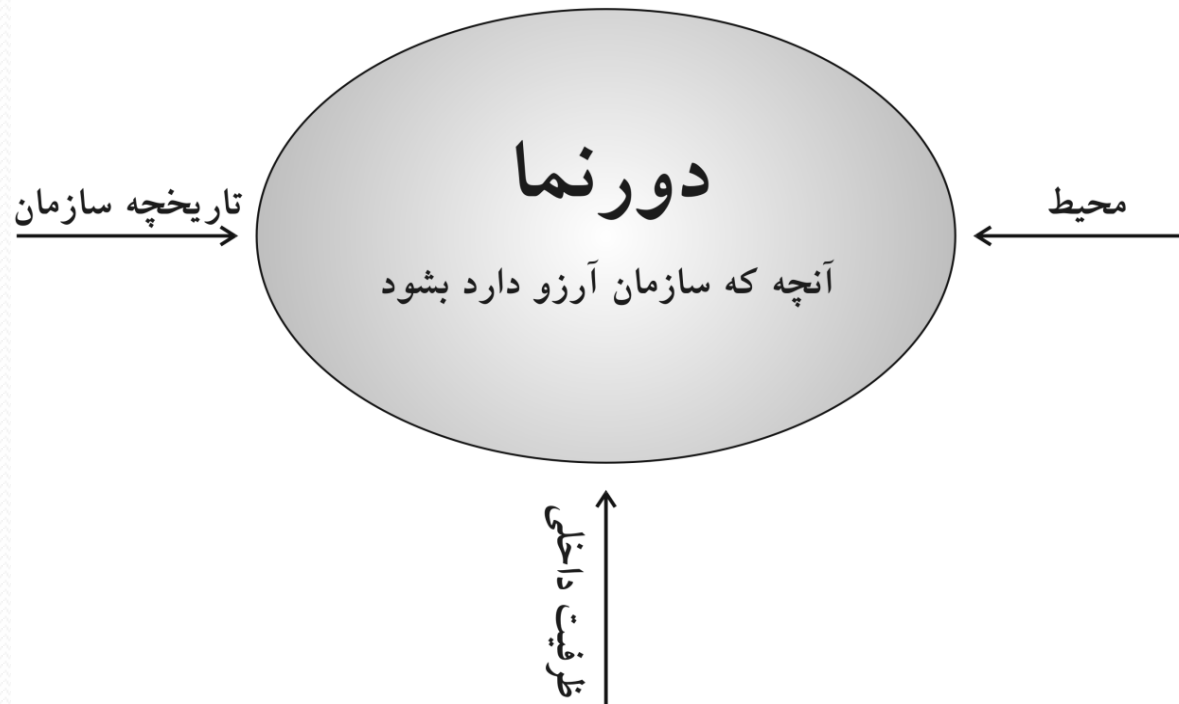 دورنما
آنچه که سازمان آرزو دارد بشود
محیط
تاریخچه سازمان
ظرفیت داخلی